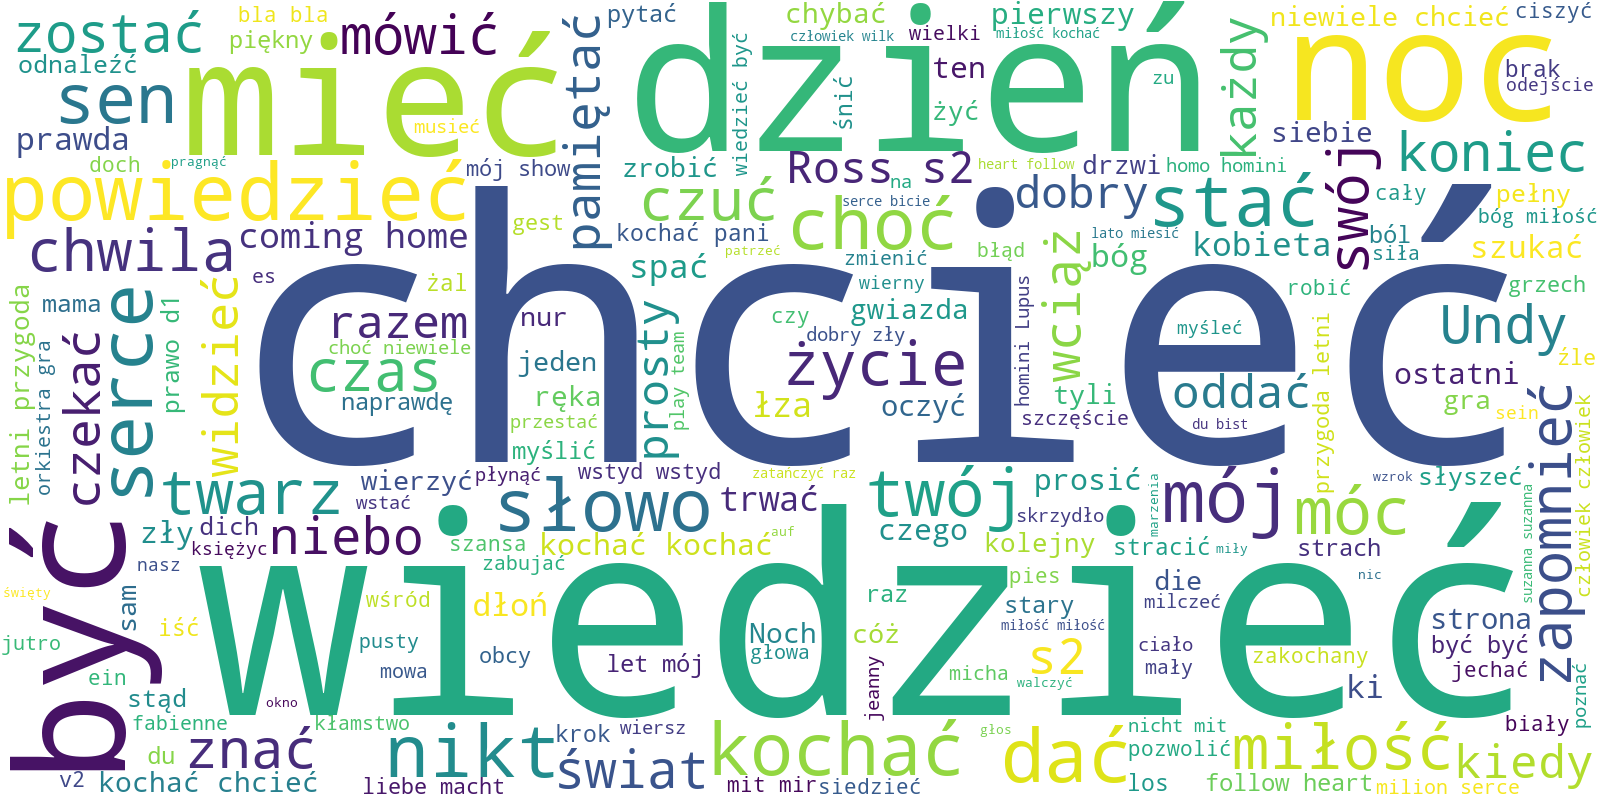 bla bla
zostać
piękny
mówić
pytać
chybać
pierwszy
niewiele chcieć
ciszyć
odnaleźć
mieć
człowiek wilk
wielki
miłość kochać
dzień
noc
sen
ten
brak
odejście
pamiętać
wiedzieć być
śnić
żyć
zu
każdy
prawda
musieć
siebie
doch
pragnąć
mój show
zrobić
Ross s2
na
heart follow
drzwi
homo homini
koniec
powiedzieć
czuć
serce bicie
dobry
stać
swój
cały
pełny
choć
bóg miłość
chwila
coming home
gest
kochać pani
patrzeć
błąd
lato miesić
kobieta
ból
siła
szukać
es
żal
spać
zmienić
wierny
wciąż
bóg
robić
grzech
mama
letni przygoda
orkiestra gra
serce
prawo d1
widzieć
chcieć
razem
nur
gwiazda
czy
dobry zły
homini Lupus
myśleć
Undy
czekać
choć niewiele
jeden
prosty
play team
życie
przygoda letni
źle
czas
naprawdę
ręka
łza
oczyć
tyli
oddać
ostatni
gra
przestać
szczęście
du bist
sein
myślić
zapomnieć
człowiek człowiek
twarz
wierzyć
płynąć
wstyd wstyd
zatańczyć raz
twój
prosić
mój
wzrok
słyszeć
wstać
słowo
trwać
skrzydło
marzenia
móc
suzanna suzanna
zły
dich
księżyc
niebo
szansa
kochać kochać
auf
czego
kolejny
stracić
miły
strach
być
nasz
zabujać
wiedzieć
pies
die
nic
święty
sam
wśród
dłoń
raz
stary
milczeć
jutro
iść
pusty
Noch
głowa
cóż
miłość miłość
ciało
strona
być być
mowa
obcy
let mój
jeanny
s2
mały
zakochany
jechać
ein
micha
walczyć
ki
poznać
stąd
okno
fabienne
kłamstwo
krok
wiersz
głos
nicht mit
biały
du
znać
nikt
kochać
dać
pozwolić
miłość
kiedy
v2
kochać chcieć
liebe macht
świat
mit mir
siedzieć
los
follow heart
milion serce